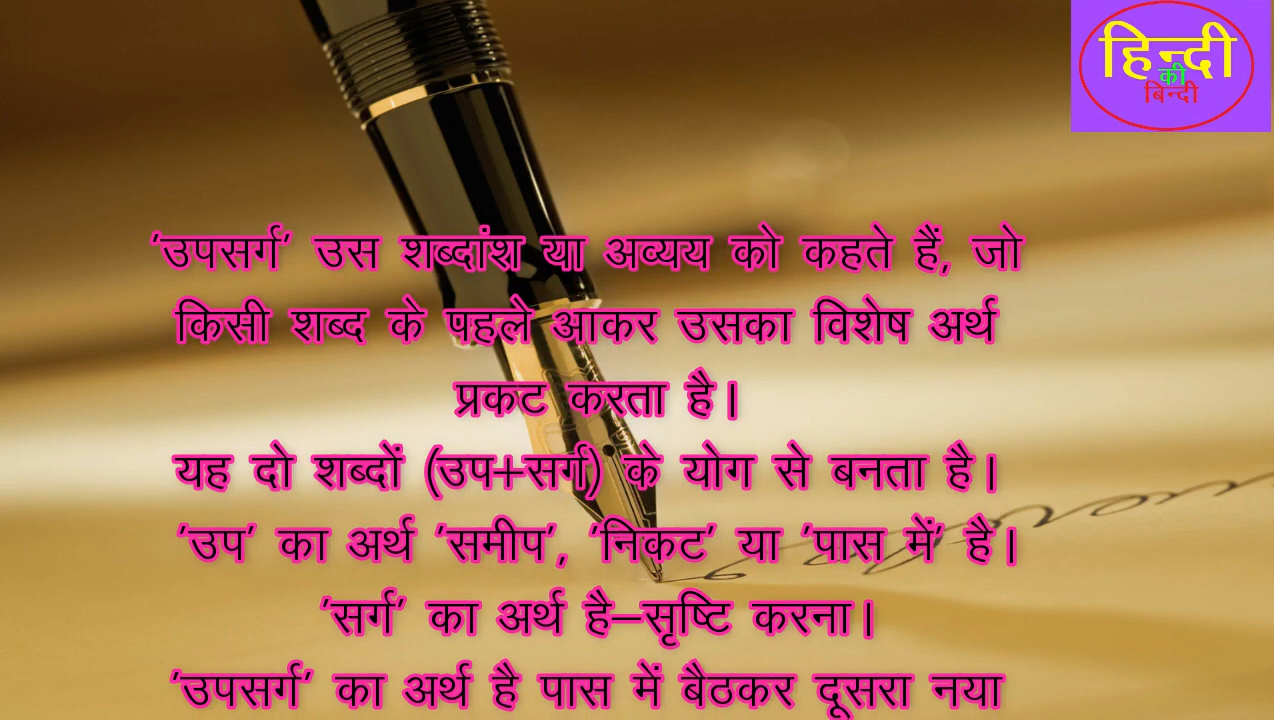 हिन्दी
की
बिन्दी
'उपसर्ग' उस शब्दांश या अव्यय को कहते हैं, जो
किसी शब्द के पहले आकर उसका विशेष अर्थ
प्रकट करता है।
यह दो शब्दों (उप+सर्ग) के योग से बनता है।
'उप' का अर्थ 'समीप', 'निकट' या 'पास में' है।
'सर्ग' का अर्थ है–सृष्टि करना।
'उपसर्ग' का अर्थ है पास में बैठकर दूसरा नया